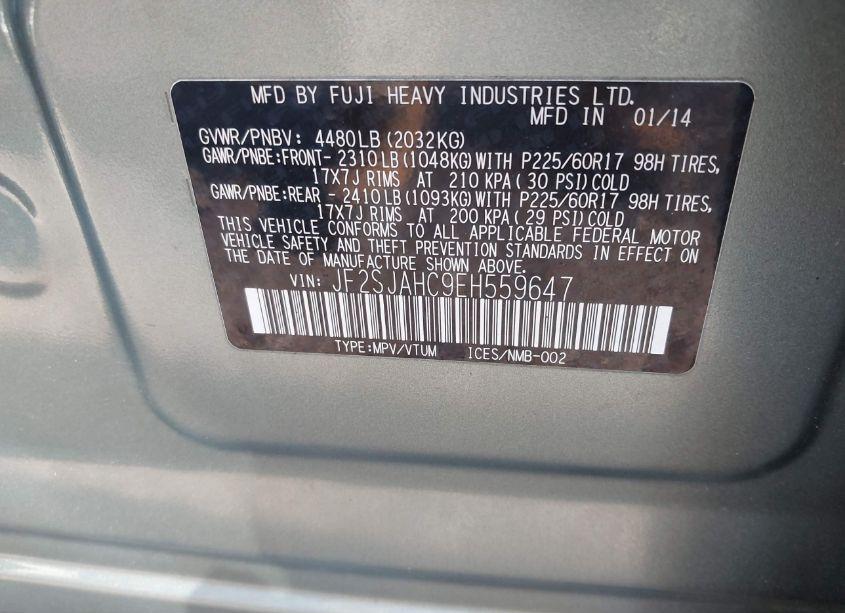 MFD BY FUJI HEAVY INDUSTRIES LTD.
MFD IN 01/14
GVWR/PNBV: 4480LB (2032KG)
GAWR/PNBE:FRONT- 2310LB (1048KG) WITH P225/60R17 98H TIRES,
17X7J RIMS AT 210 KPA ( 30 PSI) COLD
GAWR/PNBE:REAR - 2410LB (1093KG) WITH P225/60R17 98H TIRES,
17X7J RIMS AT 200 KPA ( 29 PSI) COLD
THIS VEHICLE CONFORMS TO ALL APPLICABLE FEDERAL MOTOR
VEHICLE SAFETY AND THEFT PREVENTION STANDARDS IN EFFECT ON
THE DATE OF MANUFACTURE SHOWN ABOVE.
VIN: JF2SJAHC9EH559647
TYPE:MPV/VTUM ICES/NMB-002